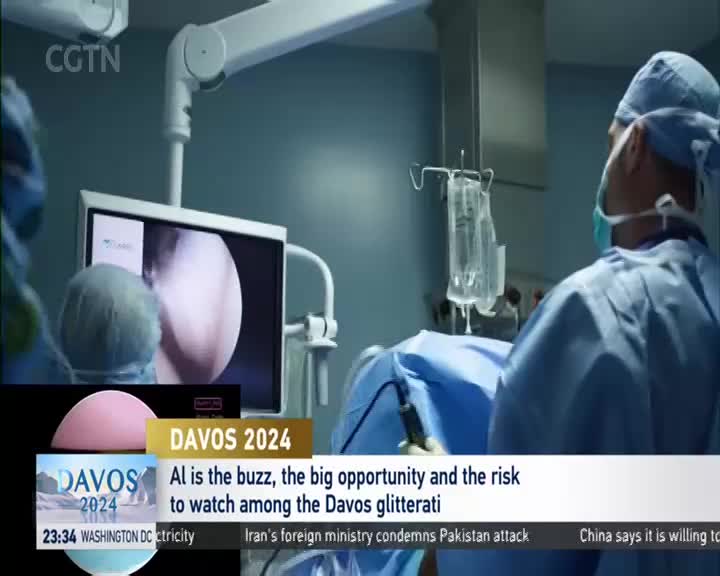 CGTN
DAVOS 2024
AI is the buzz, the big opportunity and the risk
to watch among the Davos glitterati
DAVOS
2024
23:34 WASHINGTON DC ctricity Iran's foreign ministry condemns Pakistan attack China says it is willing to